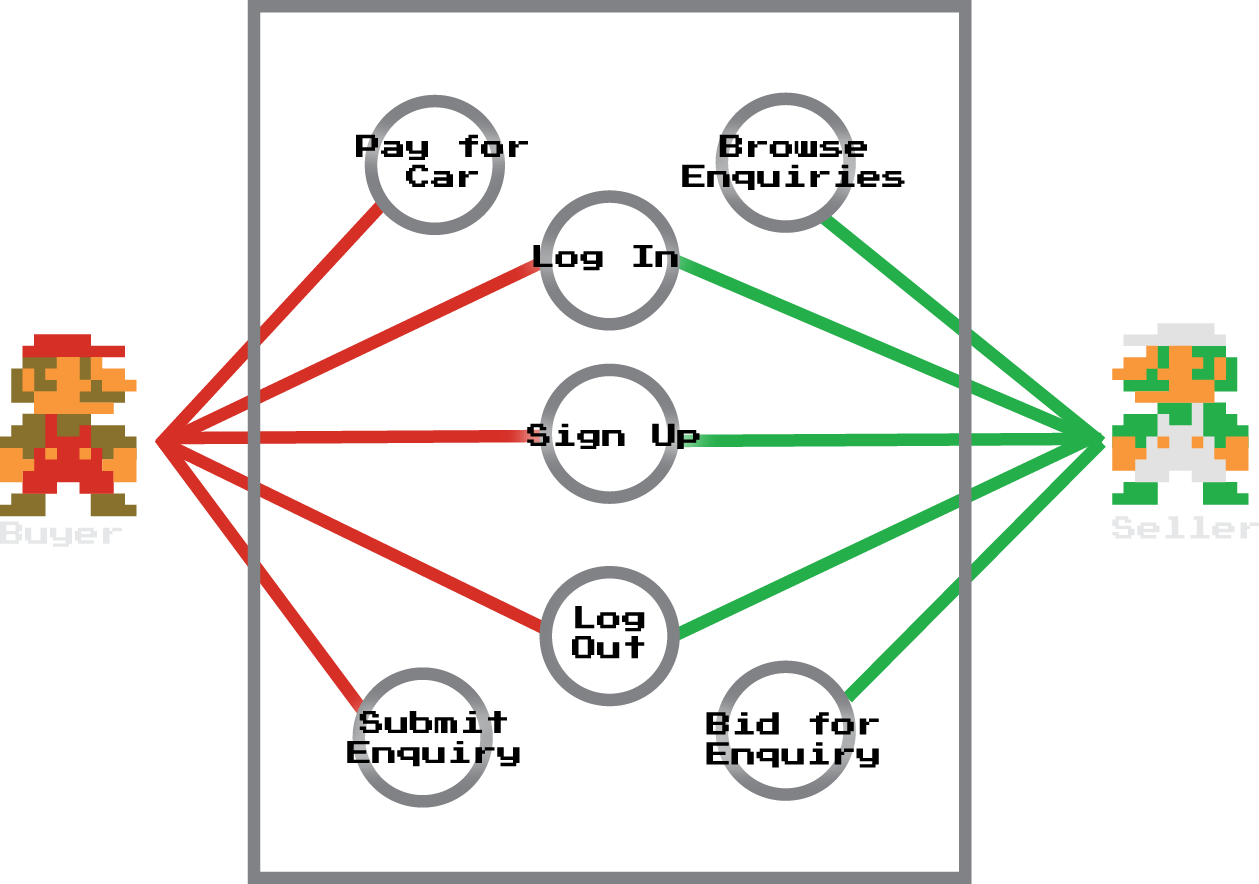 Pay for
Car
Browse
Enquiries
Log In
Sign Up
Buyer
Seller
Log
Out
Submit
Enquiry
Bid for
Enquiry